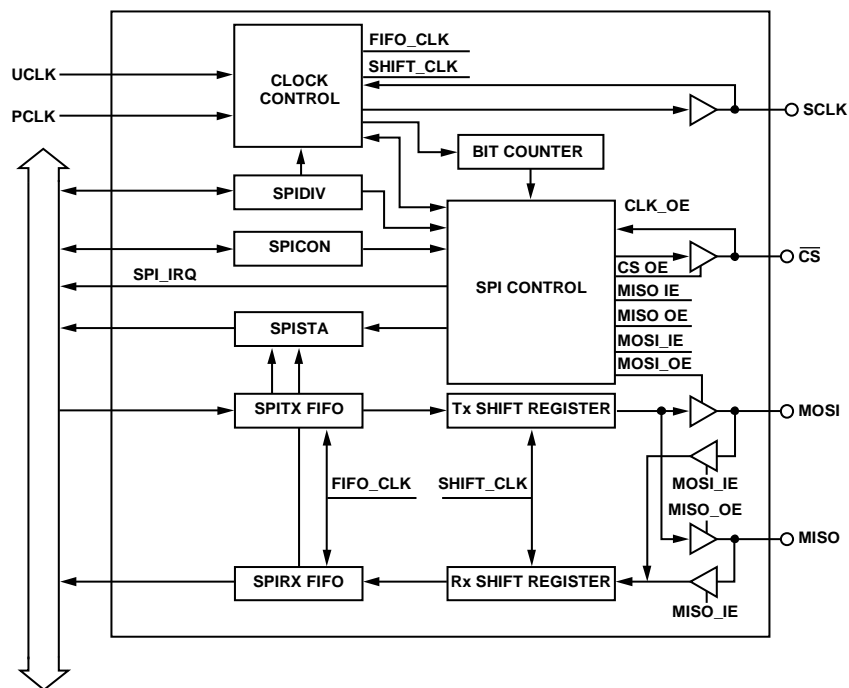 FIFO_CLK
UCLK
CLOCK
CONTROL
SHIFT_CLK
PCLK
SCLK
BIT COUNTER
SPIDIV
CLK_OE
SPICON
CS
CS OE
SPI_IRQ
SPI CONTROL
MISO IE
MISO OE
SPISTA
MOSI_IE
MOSI_OE
SPITX FIFO
Tx SHIFT REGISTER
MOSI
FIFO_CLK
SHIFT_CLK
MOSI_IE
MISO_OE
MISO
SPIRX FIFO
Rx SHIFT REGISTER
MISO_IE